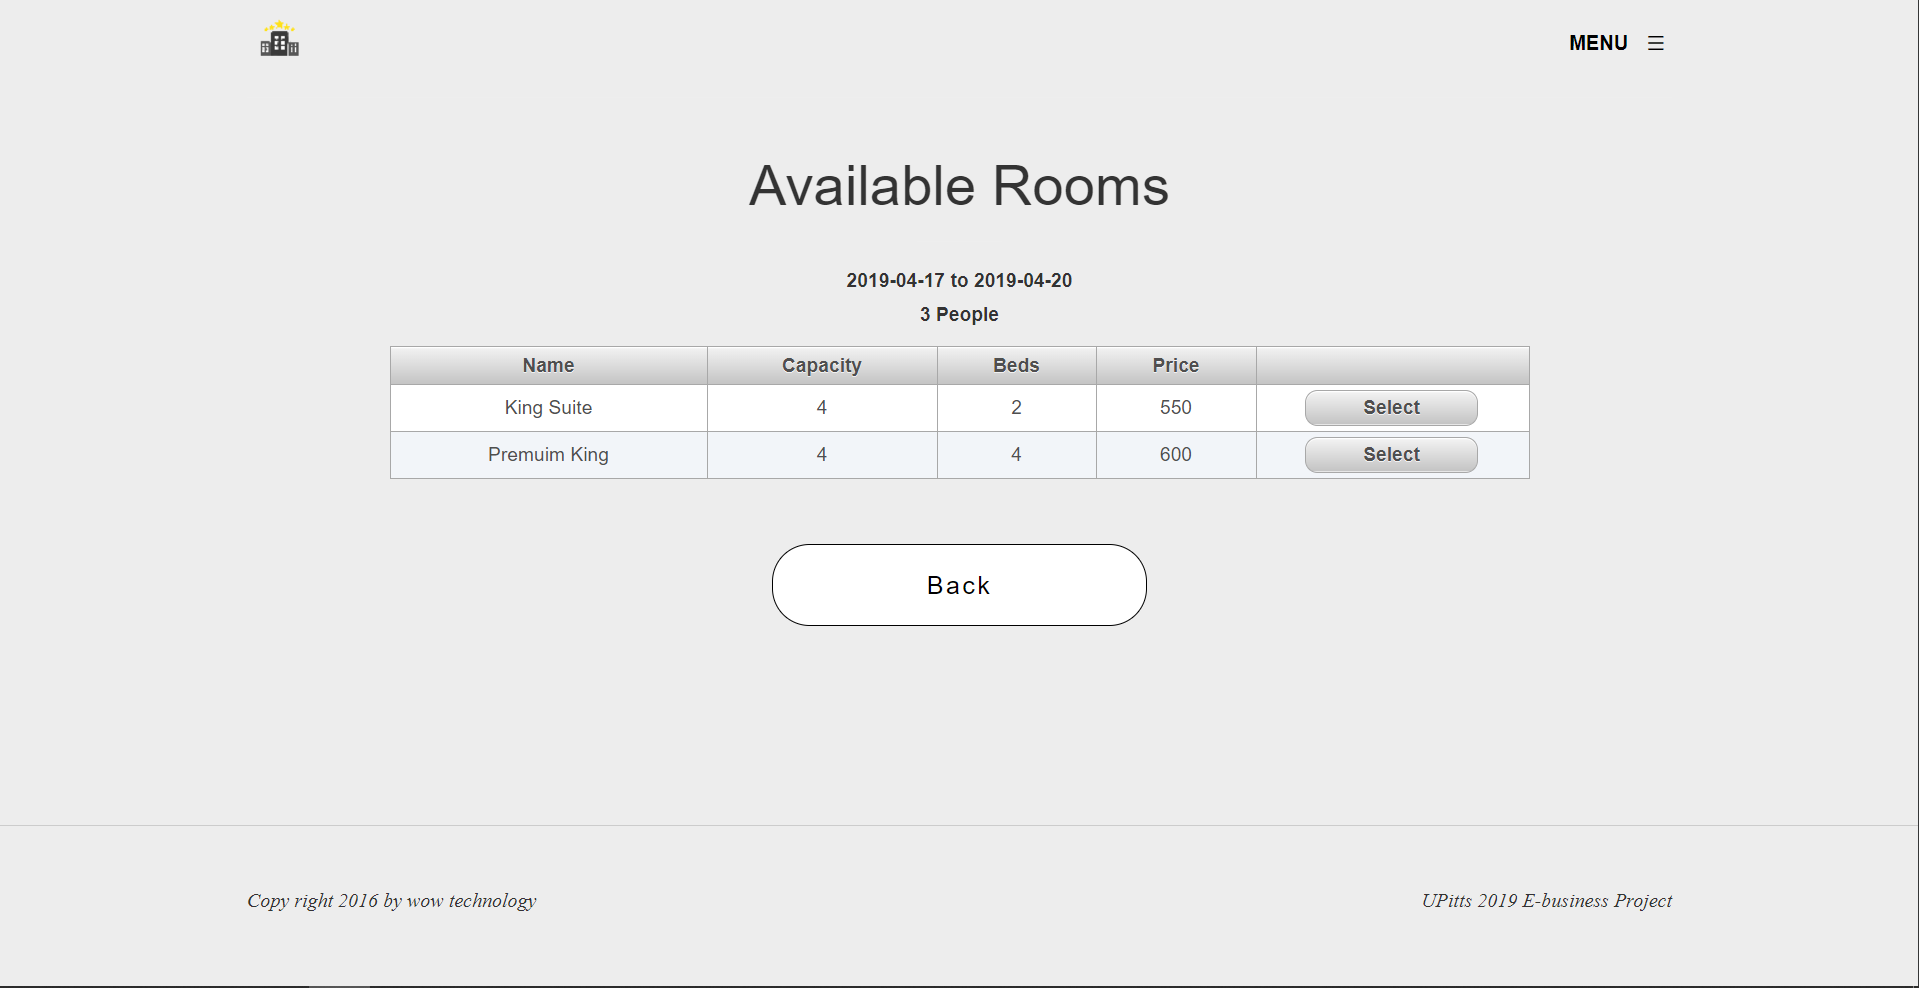 MENU
Available Rooms
2019-04-17 to 2019-04-20
3 People
Name Capacity Beds Price
King Suite 4 2 550 Select
Premuim King 4 4 600 Select
Back
Copy right 2016 by wow technology
UPitts 2019 E-business Project